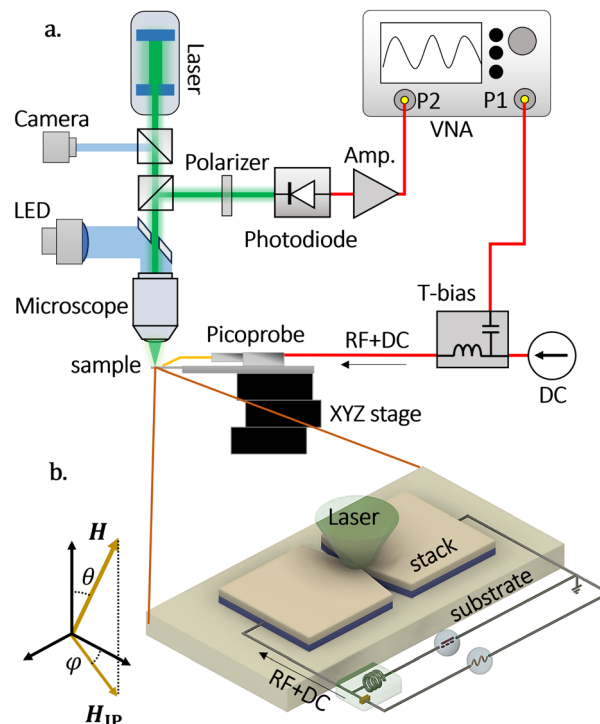 a.
Laser
Camera
LED
Polarizer
Amp.
P2
P1
VNA
Photodiode
Microscope
T-bias
Picoprobe
RF+DC
sample
DC
XYZ stage
b.
H
θ
φ
H_IP
Laser
stack
substrate
RF+DC